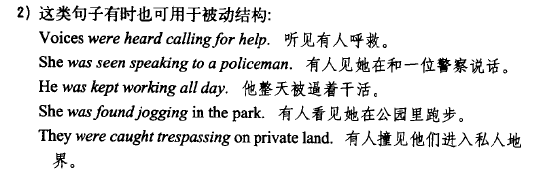 2) 这类句子有时也可用于被动结构:
Voices were heard calling for help. 听见有人呼救。
She was seen speaking to a policeman. 有人见她在和一位警察说话。
He was kept working all day. 他整天被逼着干活。
She was found jogging in the park. 有人看见她在公园里跑步。
They were caught trespassing on private land. 有人撞见他们进入私人地
界。